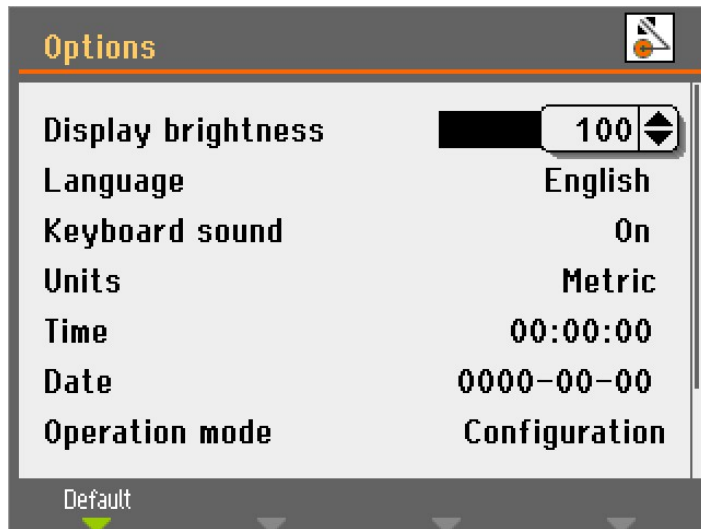 Options
Display brightness 100
Language English
Keyboard sound On
Units Metric
Time 00:00:00
Date 0000-00-00
Operation mode Configuration
Default